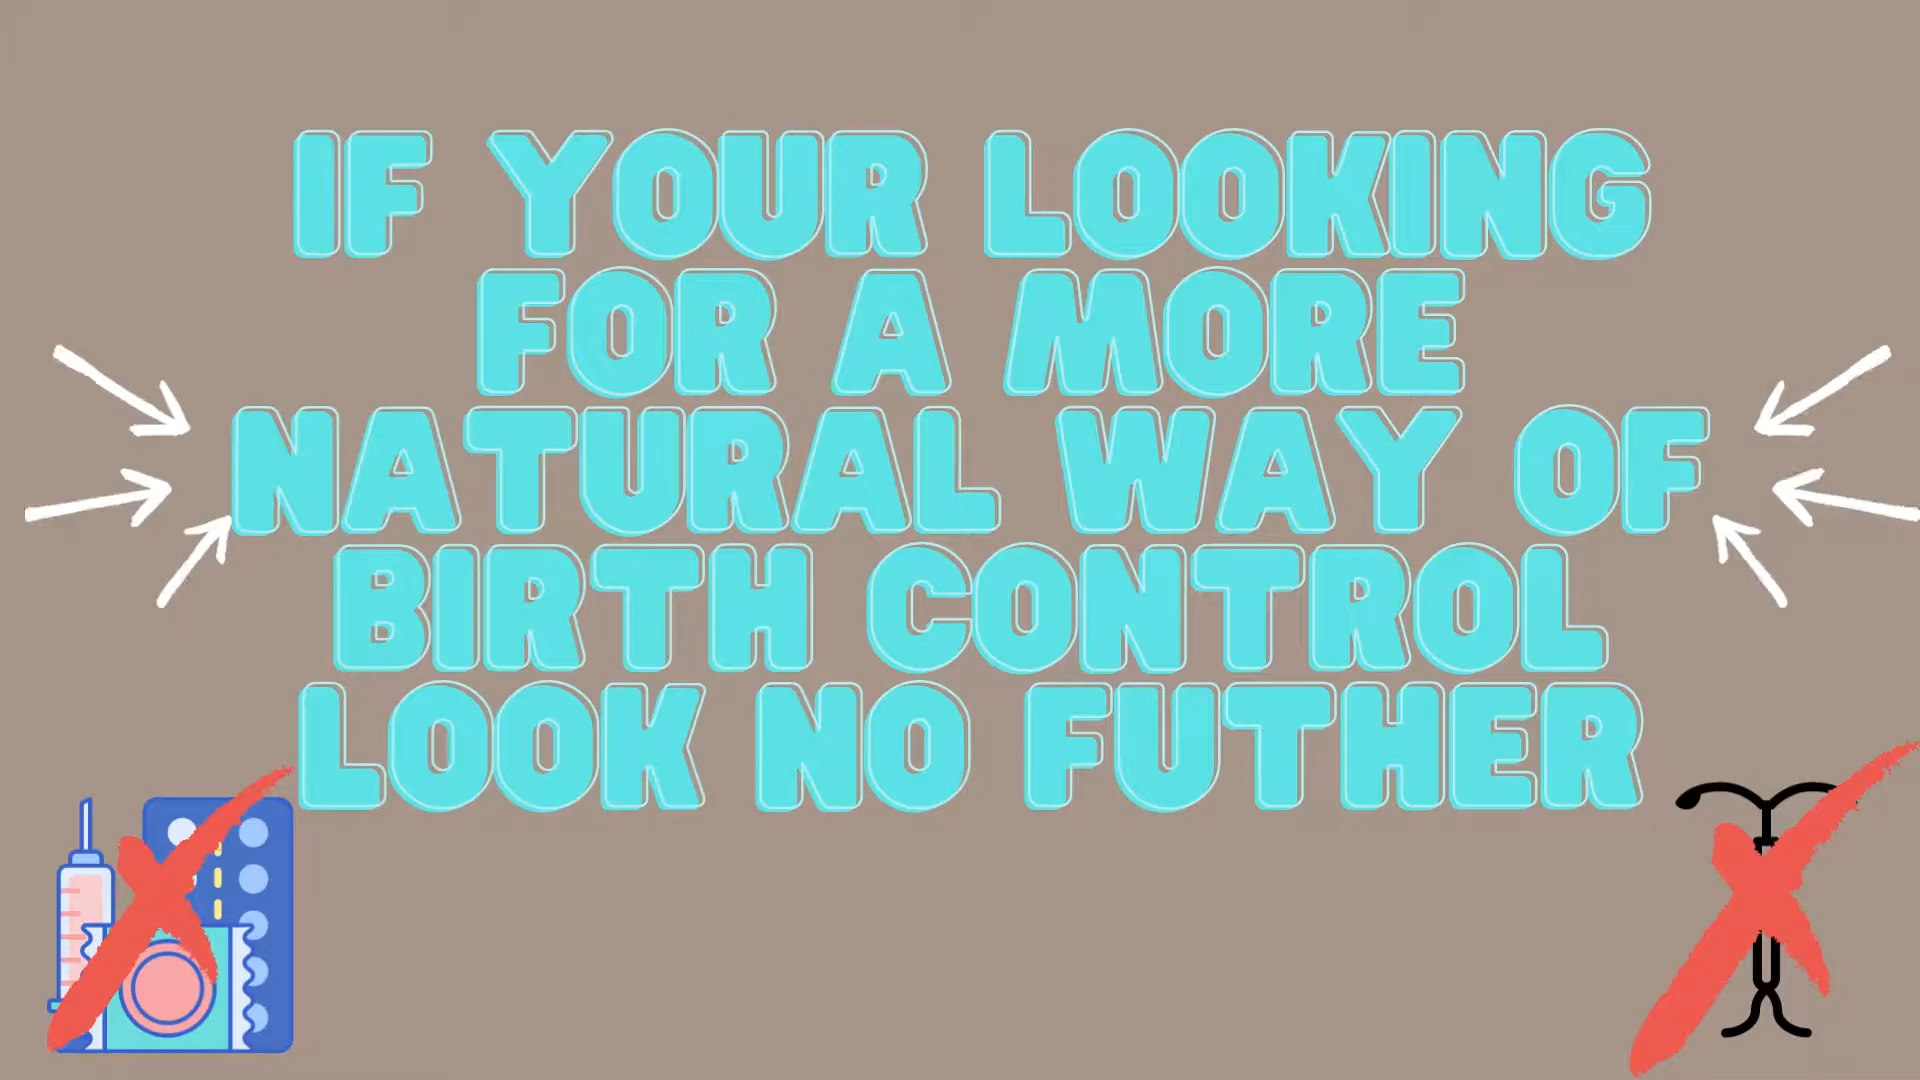 IF YOUR LOOKING
FOR A MORE
NATURAL WAY OF
BIRTH CONTROL
LOOK NO FUTHER